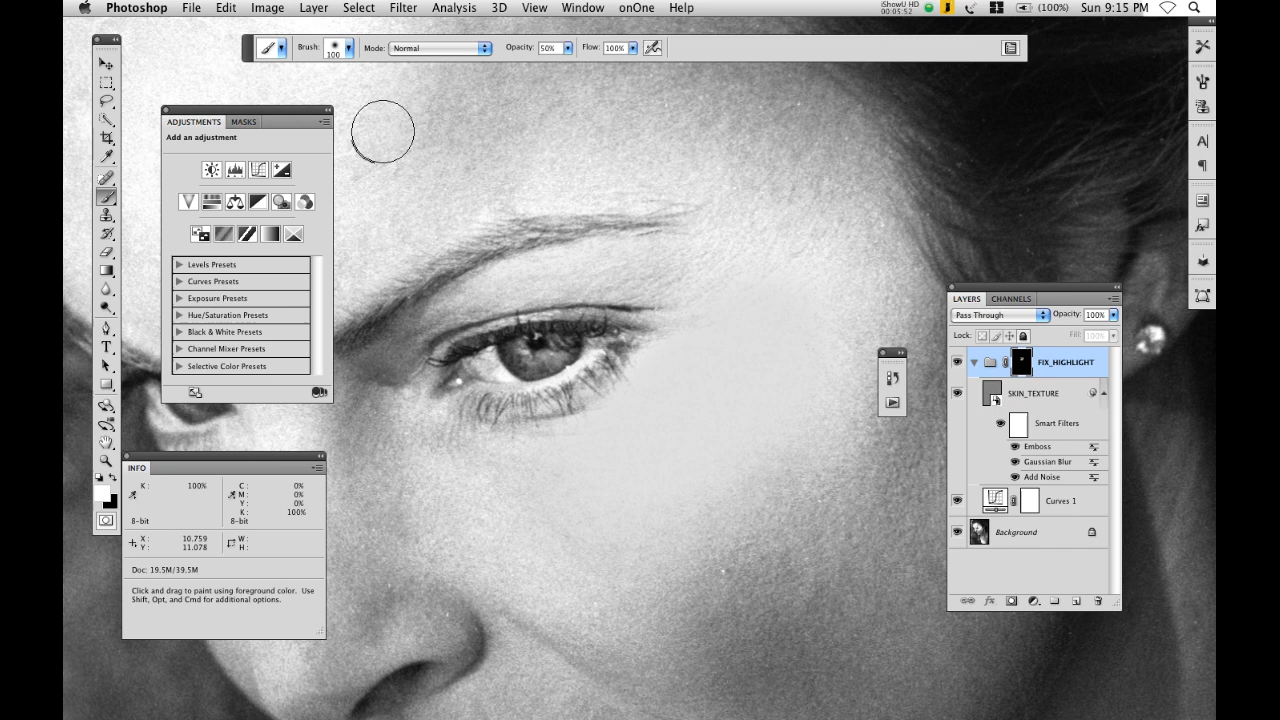 Photoshop File Edit Image Layer Select Filter Analysis 3D View Window onOne Help
iShowU HD
00:05:52
(100%) Sun 9:15 PM
Brush: 100 Mode: Normal Opacity: 50% Flow: 100%
ADJUSTMENTS MASKS
Add an adjustment
Levels Presets
Curves Presets
Exposure Presets
Hue/Saturation Presets
Black & White Presets
Channel Mixer Presets
Selective Color Presets
INFO
K: 100%
8-bit
C: 0%
M: 0%
Y: 0%
K: 100%
8-bit
X: 10.759
Y: 11.078
W:
H:
Doc: 19.5M/39.5M
Click and drag to paint using foreground color. Use
Shift, Opt, and Cmd for additional options.
LAYERS CHANNELS
Pass Through Opacity: 100%
Lock: Fill: 100%
FIX_HIGHLIGHT
SKIN_TEXTURE
Smart Filters
Emboss
Gaussian Blur
Add Noise
Curves 1
Background